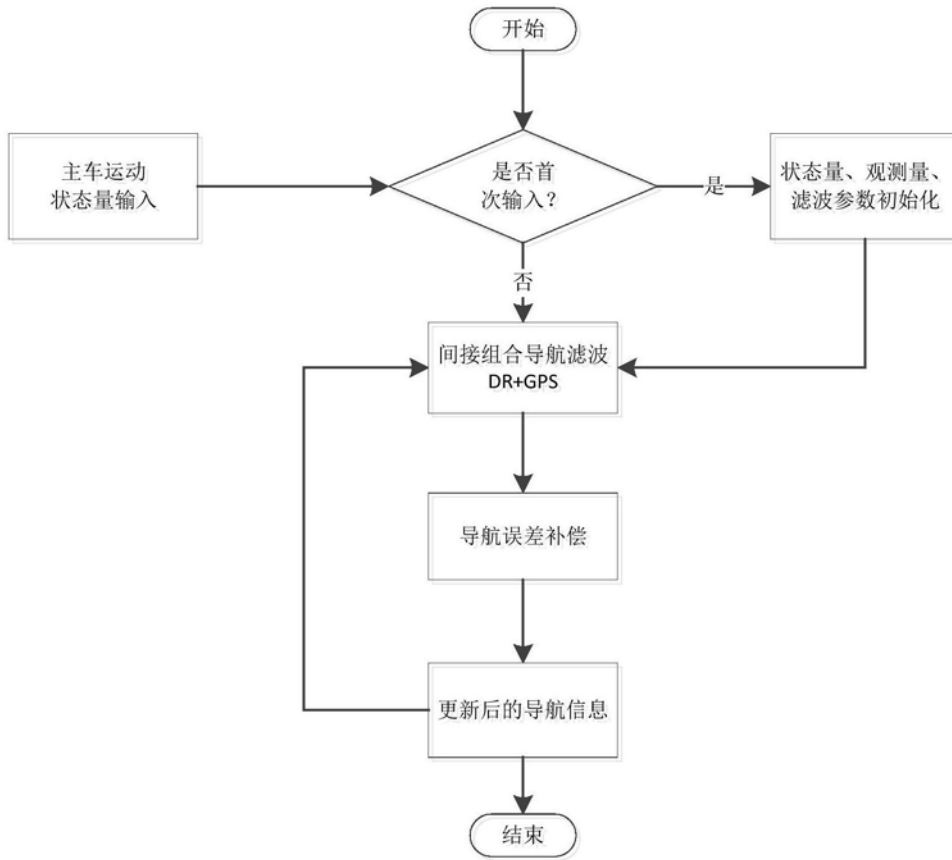 开始
主车运动
状态量输入
是否首
次输入？
是
状态量、观测量、
滤波参数初始化
否
间接组合导航滤波
DR+GPS
导航误差补偿
更新后的导航信息
结束